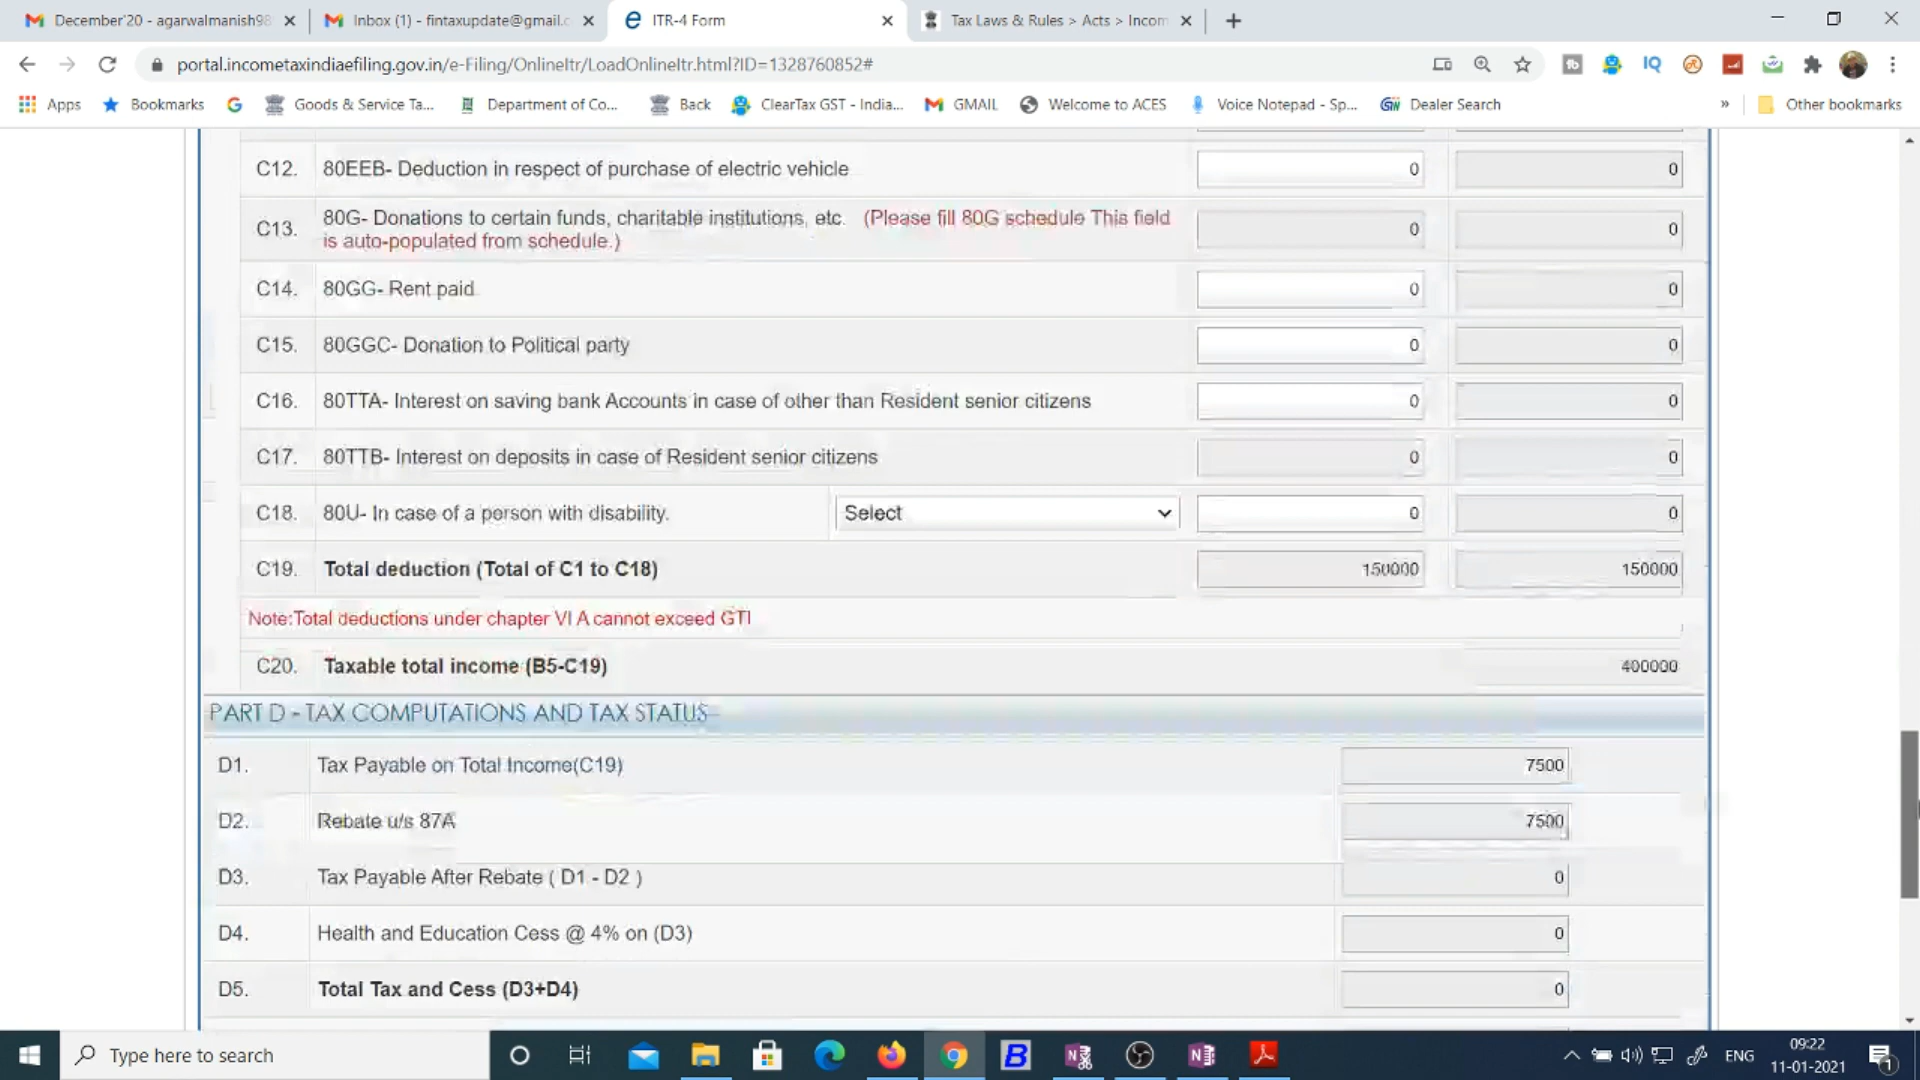 December'20 - agarwalmanish98
Inbox (1) - fintaxupdate@gmail.c
ITR-4 Form
Tax Laws & Rules > Acts > Incom
portal.incometaxindiaefiling.gov.in/e-Filing/OnlineItr/LoadOnlineItr.html?ID=1328760852#
Apps
Bookmarks
Goods & Service Ta...
Department of Co...
Back
ClearTax GST - India...
GMAIL
Welcome to ACES
Voice Notepad - Sp...
Dealer Search
Other bookmarks
C12. 80EEB- Deduction in respect of purchase of electric vehicle 0 0
C13. 80G- Donations to certain funds, charitable institutions, etc. (Please fill 80G schedule This field
is auto-populated from schedule.) 0 0
C14. 80GG- Rent paid 0 0
C15. 80GGC- Donation to Political party 0 0
C16. 80TTA- Interest on saving bank Accounts in case of other than Resident senior citizens 0 0
C17. 80TTB- Interest on deposits in case of Resident senior citizens 0 0
C18. 80U- In case of a person with disability. Select 0 0
C19. Total deduction (Total of C1 to C18) 150000 150000
Note:Total deductions under chapter VI A cannot exceed GTI
C20. Taxable total income (B5-C19) 400000
PART D - TAX COMPUTATIONS AND TAX STATUS
D1. Tax Payable on Total Income(C19) 7500
D2. Rebate u/s 87A 7500
D3. Tax Payable After Rebate ( D1 - D2 ) 0
D4. Health and Education Cess @ 4% on (D3) 0
D5. Total Tax and Cess (D3+D4) 0
Type here to search
ENG
09:22
11-01-2021
1